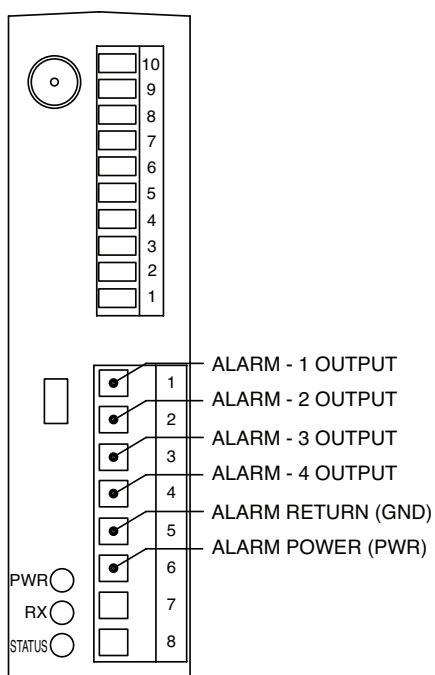 10
9
8
7
6
5
4
3
2
1
1 ALARM - 1 OUTPUT
2 ALARM - 2 OUTPUT
3 ALARM - 3 OUTPUT
4 ALARM - 4 OUTPUT
5 ALARM RETURN (GND)
6 ALARM POWER (PWR)
PWR
7
RX
8
STATUS